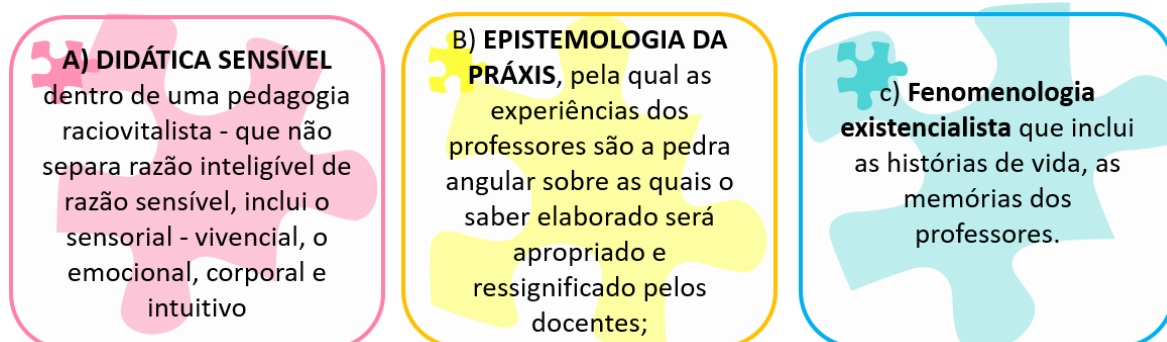 A) DIDÁTICA SENSÍVEL
dentro de uma pedagogia
raciovitalista - que não
separa razão inteligível de
razão sensível, inclui o
sensorial - vivencial, o
emocional, corporal e
intuitivo
B) EPISTEMOLOGIA DA
PRÁXIS, pela qual as
experiências dos
professores são a pedra
angular sobre as quais o
saber elaborado será
apropriado e
ressignificado pelos
docentes;
c) Fenomenologia
existencialista que inclui
as histórias de vida, as
memórias dos
professores.